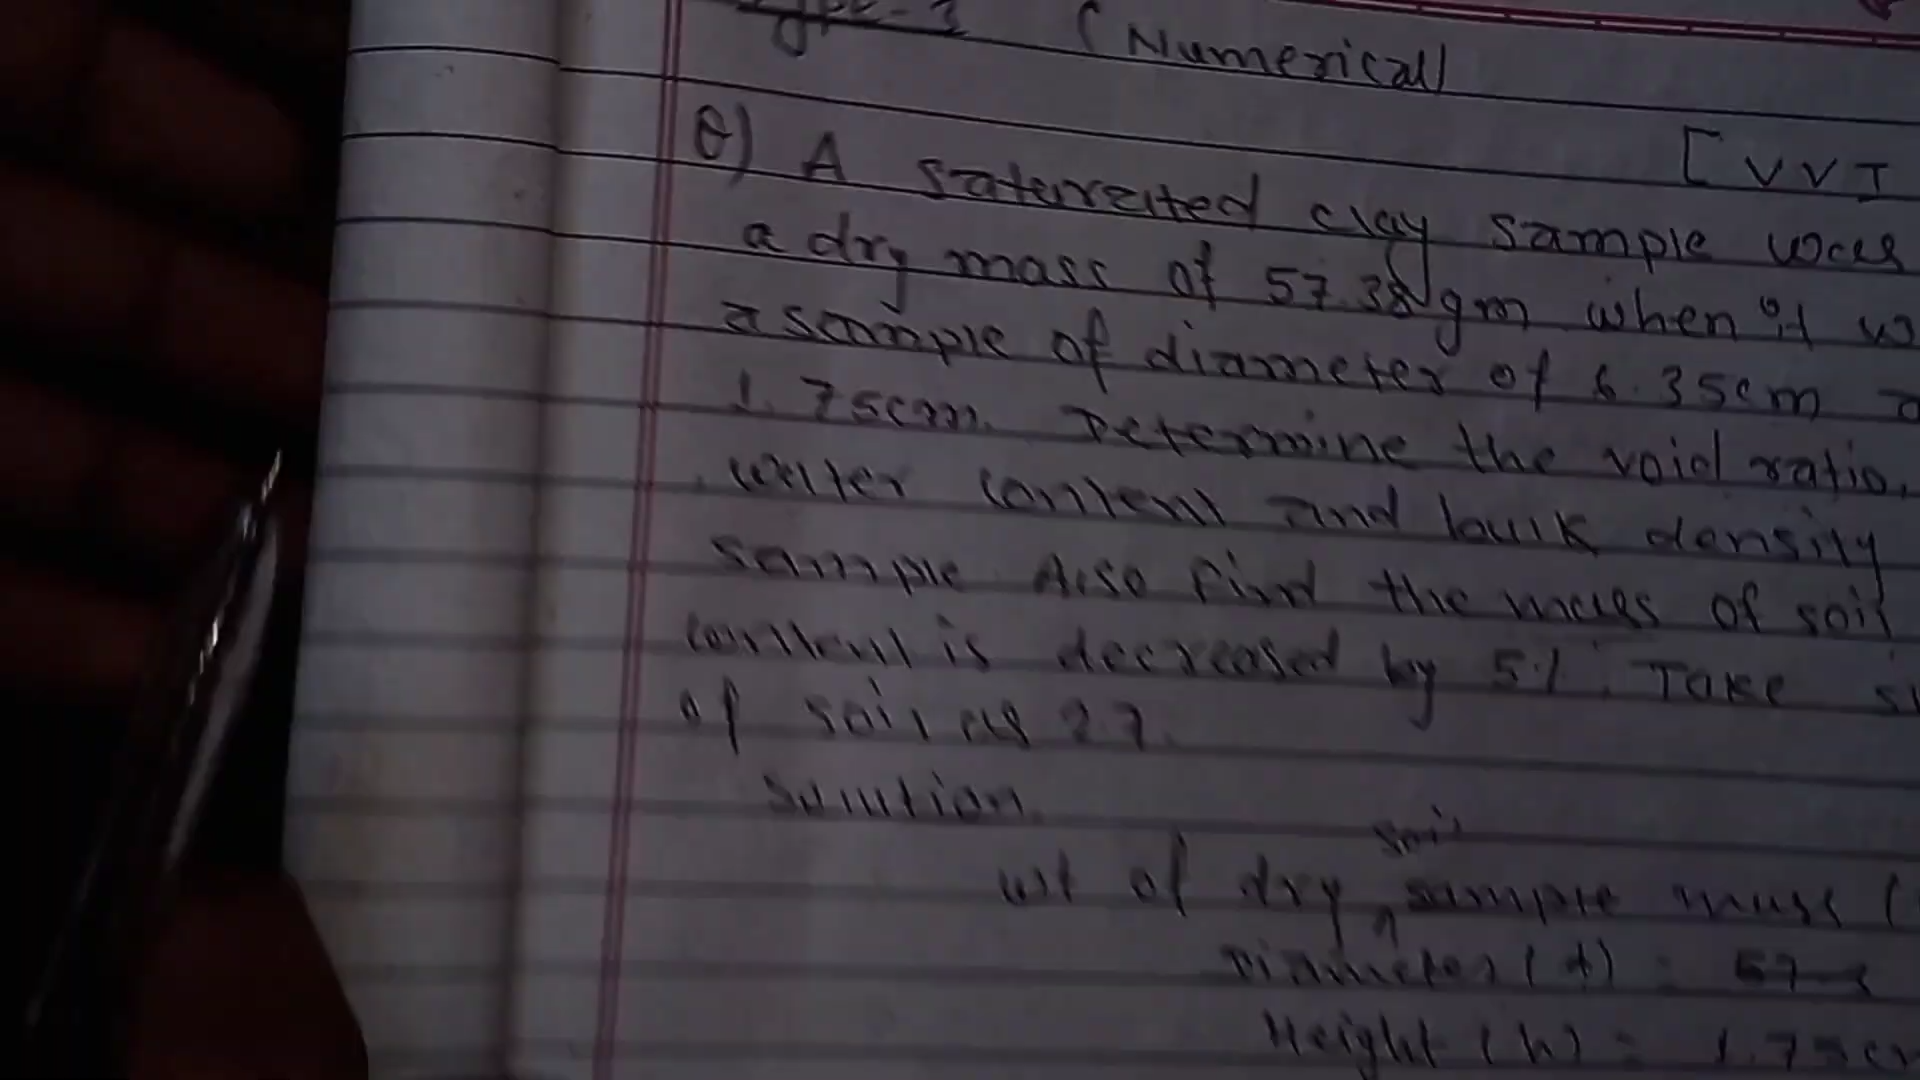 (Numerical)
[VVI
Q) A saturated clay sample was
a dry mass of 57.38 gm when it w
a sample of diameter of 6.35cm a
1.75cm. Determine the void ratio,
water content and bulk density
sample. Also find the mass of soil
content is decreased by 5%. Take s
of soil as 2.7.
Solution
soil
wt of dry sample mass (
Diameter (d) = 57
Height (h) = 1.75cm